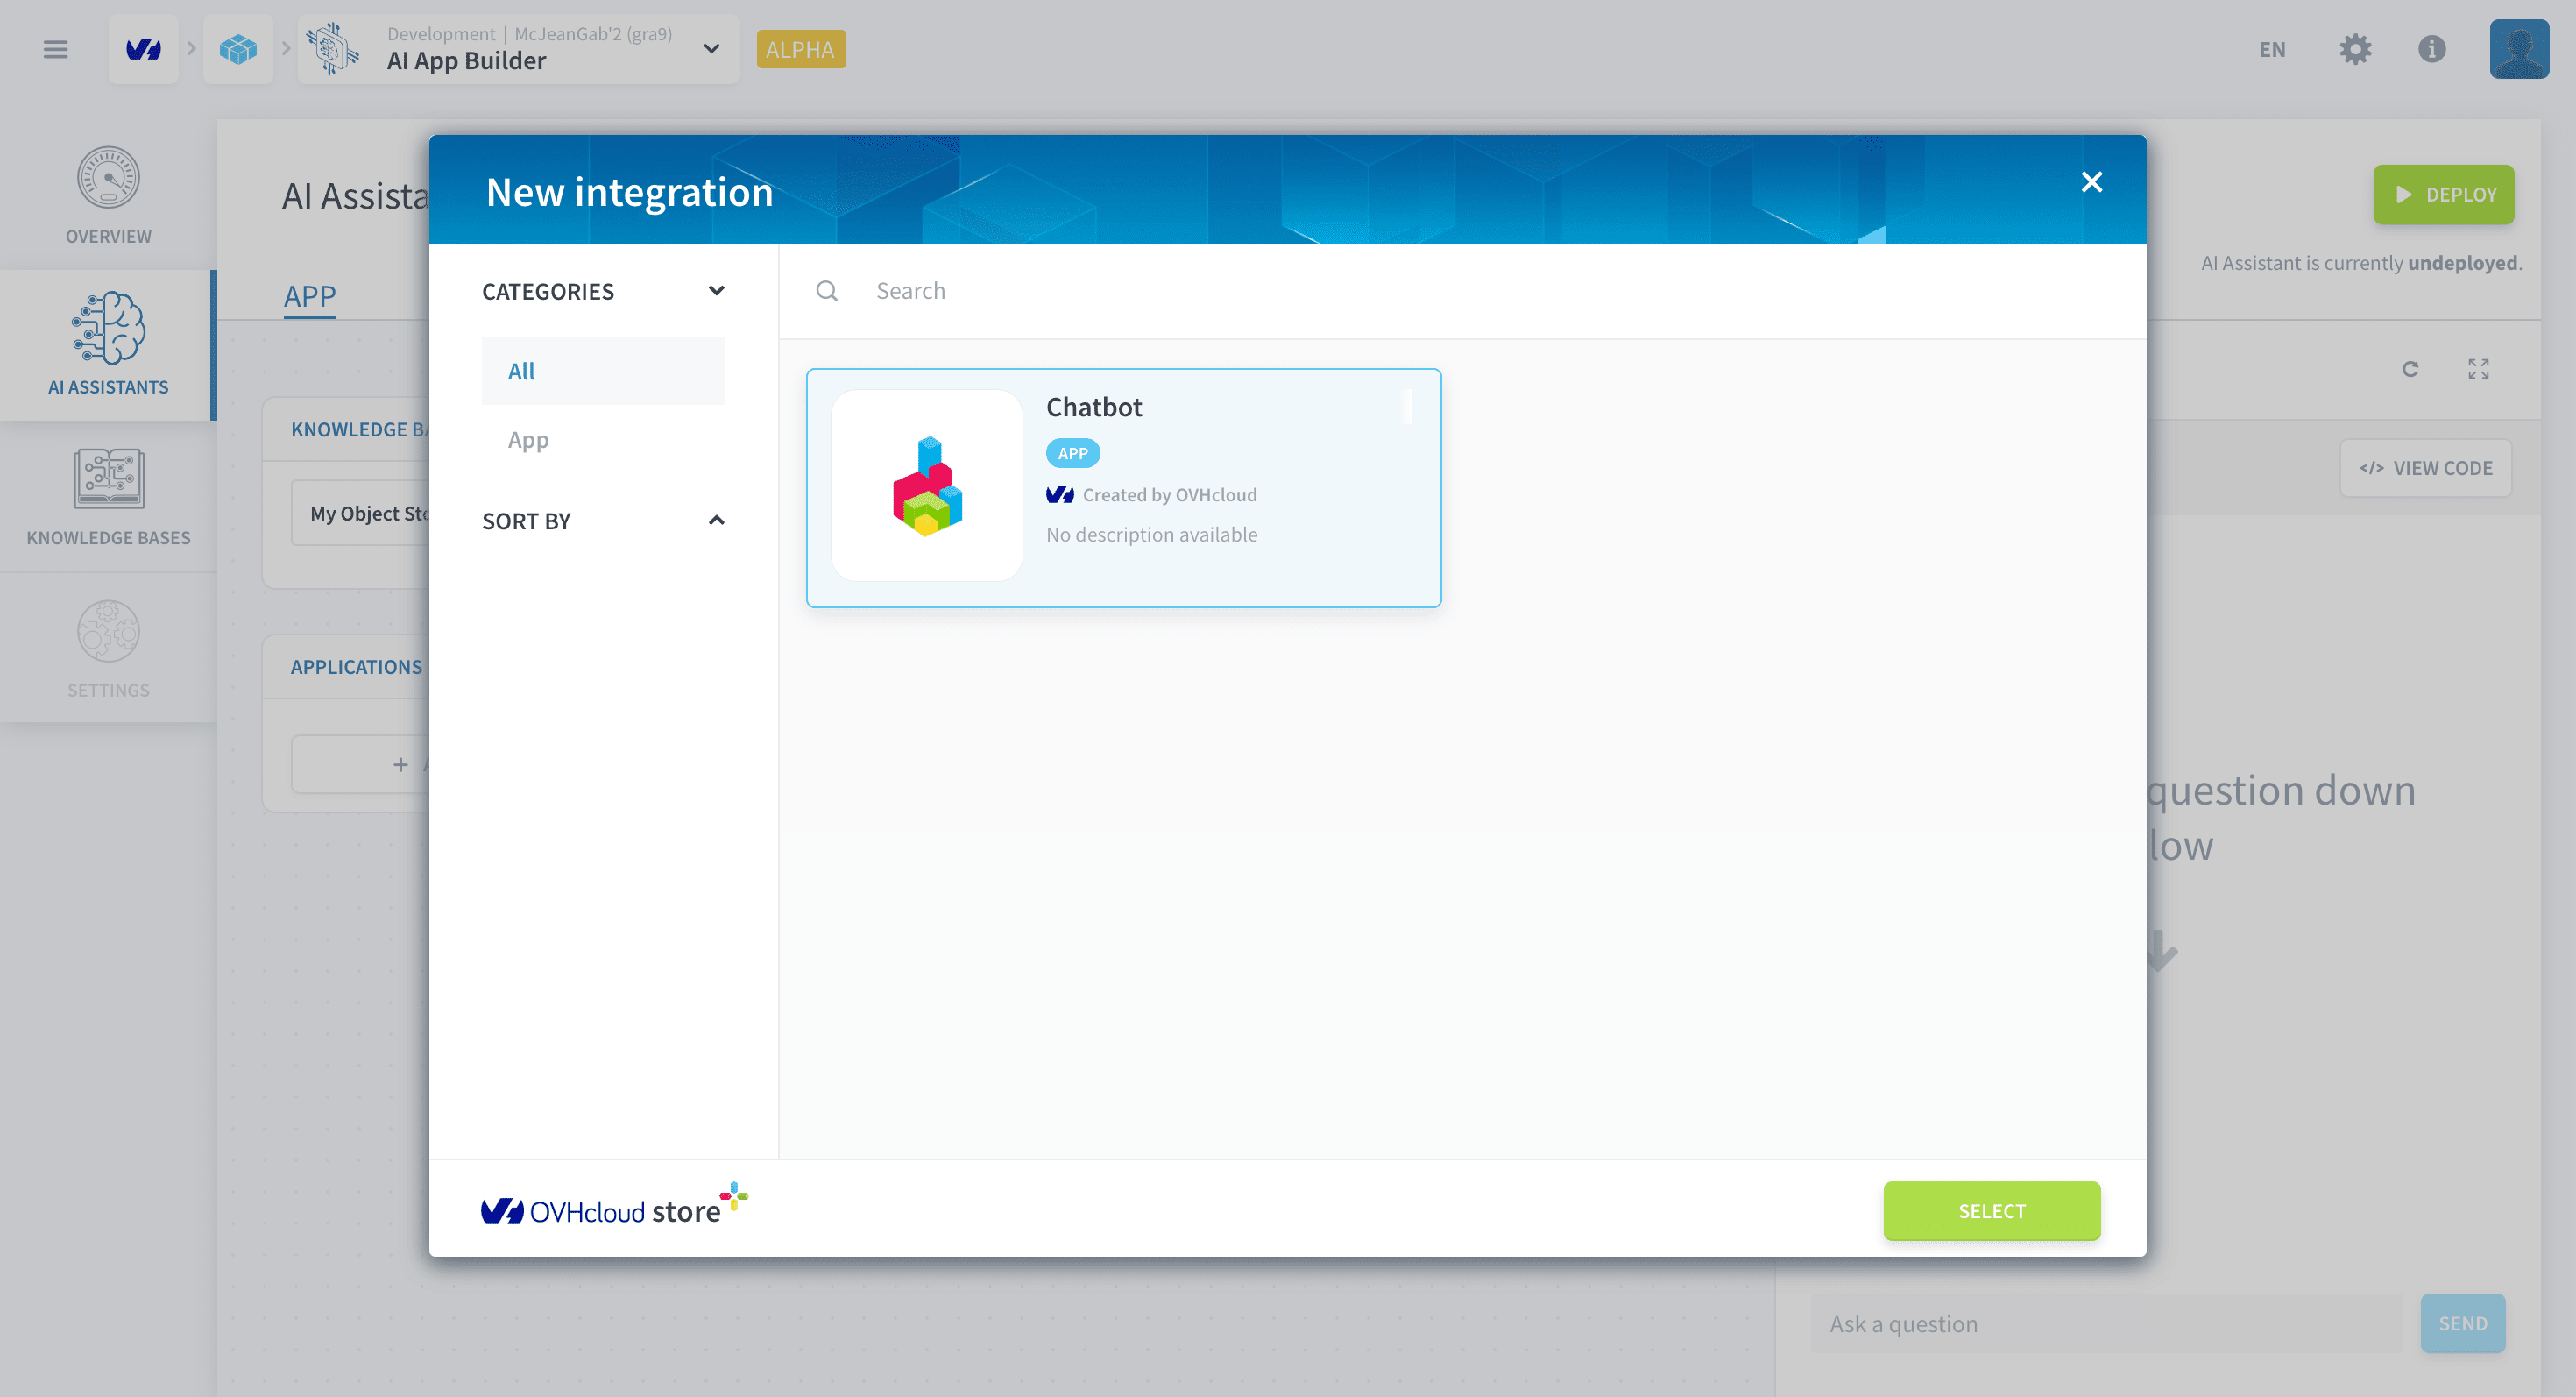 Development | McJeanGab'2 (gra9)
AI App Builder
ALPHA
EN
OVERVIEW
AI ASSISTANTS
KNOWLEDGE BASES
SETTINGS
AI Assista
APP
DEPLOY
AI Assistant is currently undeployed.
KNOWLEDGE BA
My Object Sto
APPLICATIONS
+
</> VIEW CODE
question down
low
Ask a question
SEND
New integration
CATEGORIES
All
App
SORT BY
Search
Chatbot
APP
Created by OVHcloud
No description available
OVHcloud store
SELECT